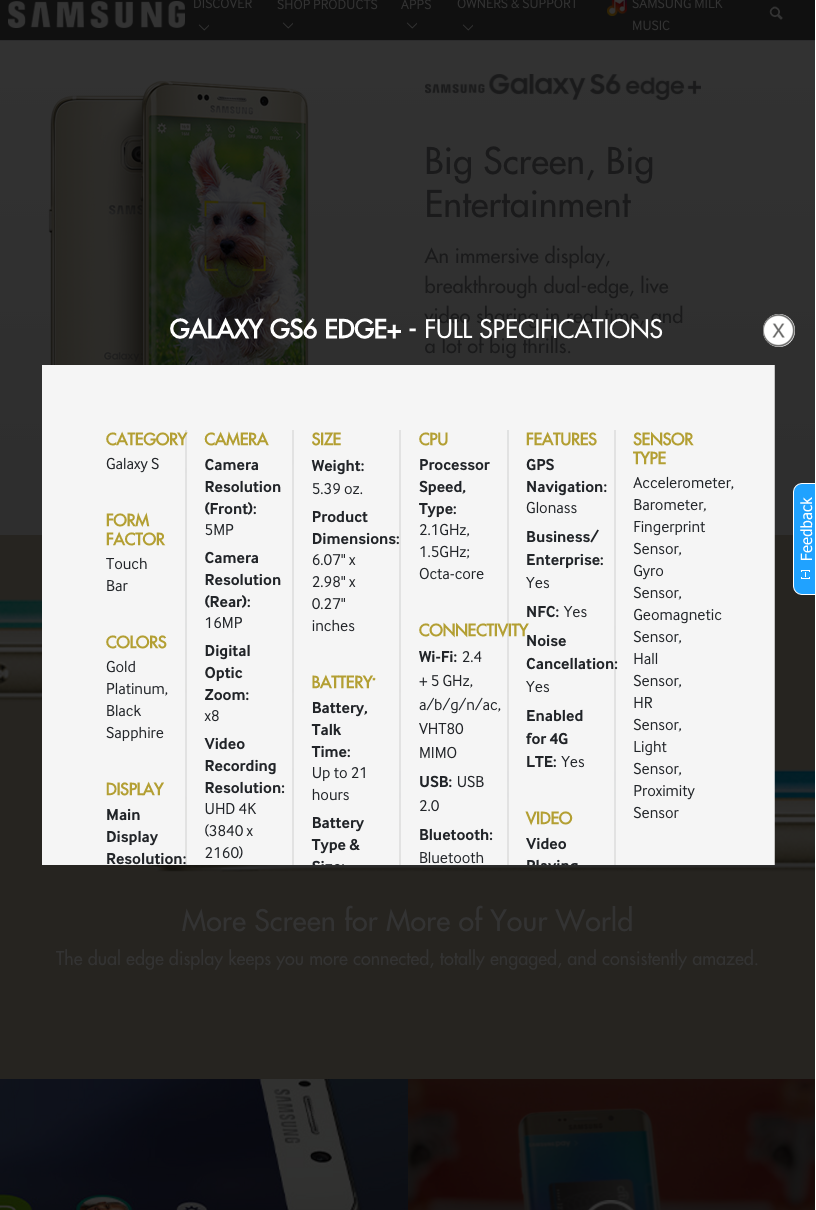 SAMSUNG
DISCOVER
SHOP PRODUCTS
APPS
OWNERS & SUPPORT
SAMSUNG MILK
MUSIC
SAMSUNG Galaxy S6 edge+
SAMSUNG
Big Screen, Big
Entertainment
An immersive display,
breakthrough dual-edge, live
video sharing in real time, and
a lot of big thrills.
GALAXY GS6 EDGE+ - FULL SPECIFICATIONS
X
CATEGORY
Galaxy S
FORM
FACTOR
Touch
Bar
COLORS
Gold
Platinum,
Black
Sapphire
DISPLAY
Main
Display
Resolution:
CAMERA
Camera
Resolution
(Front):
5MP
Camera
Resolution
(Rear):
16MP
Digital
Optic
Zoom:
x8
Video
Recording
Resolution:
UHD 4K
(3840 x
2160)
SIZE
Weight:
5.39 oz.
Product
Dimensions:
6.07" x
2.98" x
0.27"
inches
BATTERY*
Battery,
Talk
Time:
Up to 21
hours
Battery
Type &
Size:
CPU
Processor
Speed,
Type:
2.1GHz,
1.5GHz;
Octa-core
CONNECTIVITY
Wi-Fi: 2.4
+ 5 GHz,
a/b/g/n/ac,
VHT80
MIMO
USB: USB
2.0
Bluetooth:
Bluetooth
FEATURES
GPS
Navigation:
Glonass
Business/
Enterprise:
Yes
NFC: Yes
Noise
Cancellation:
Yes
Enabled
for 4G
LTE: Yes
VIDEO
Video
Playing
SENSOR
TYPE
Accelerometer,
Barometer,
Fingerprint
Sensor,
Gyro
Sensor,
Geomagnetic
Sensor,
Hall
Sensor,
HR
Sensor,
Light
Sensor,
Proximity
Sensor
[-] Feedback
More Screen for More of Your World
The dual edge display keeps you more connected, totally engaged, and consistently amazed.
SAMSUNG